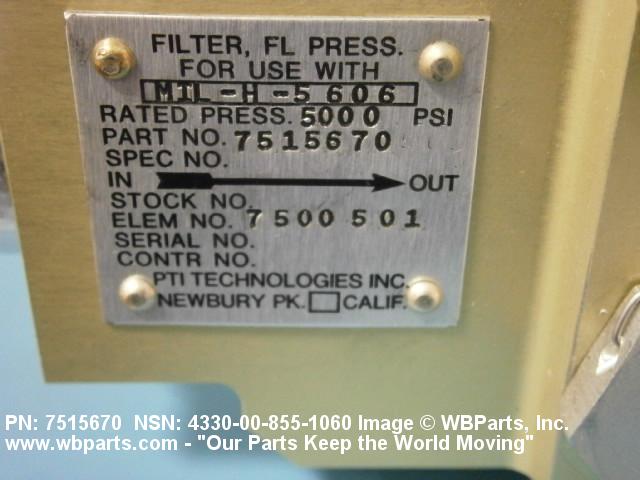 FILTER, FL PRESS.
FOR USE WITH
MIL-H-5606
RATED PRESS. 5000 PSI
PART NO. 7515670
SPEC NO.
IN OUT
STOCK NO.
ELEM NO. 7500501
SERIAL NO.
CONTR NO.
PTI TECHNOLOGIES INC.
NEWBURY PK. CALIF.
PN: 7515670 NSN: 4330-00-855-1060 Image © WBParts, Inc.
www.wbparts.com - "Our Parts Keep the World Moving"